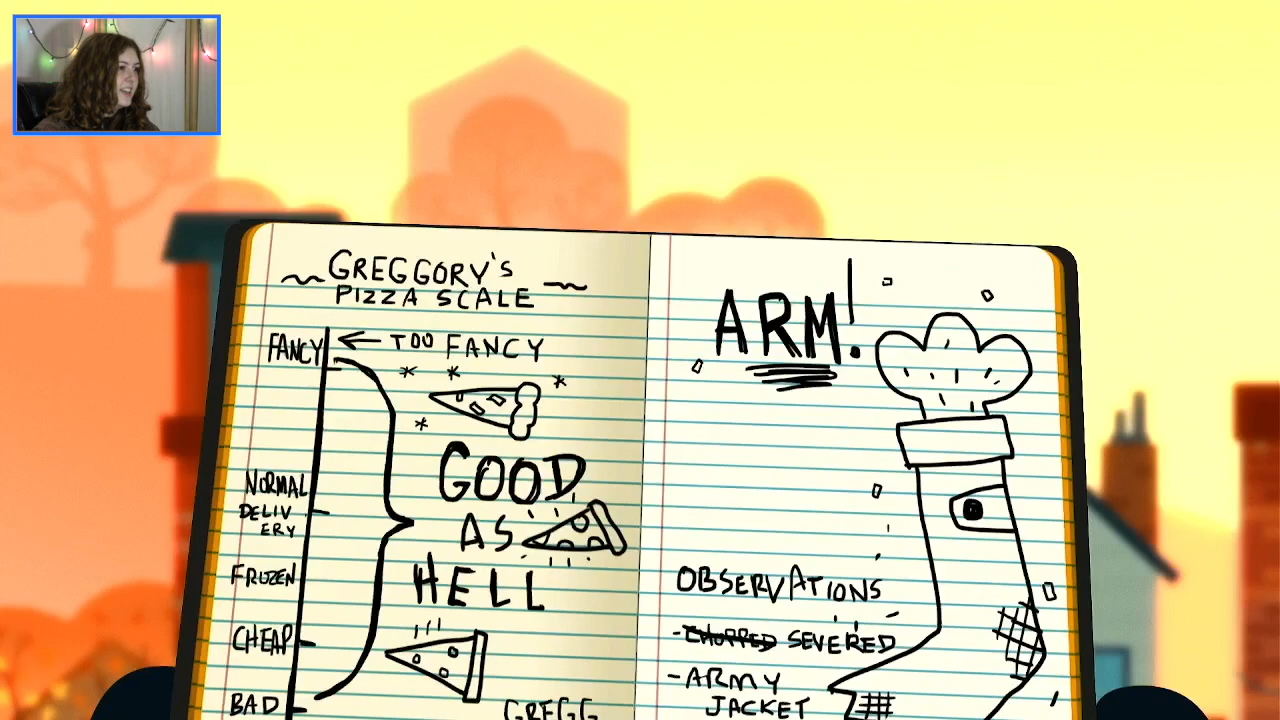 ~GREGGORY'S~
PIZZA SCALE
FANCY ← TOO FANCY
GOOD
AS
HELL
NORMAL
DELIV
ERY
FROZEN
CHEAP
BAD
GREGG
ARM!
OBSERVATIONS
-CHOPPED SEVERED
-ARMY
JACKET